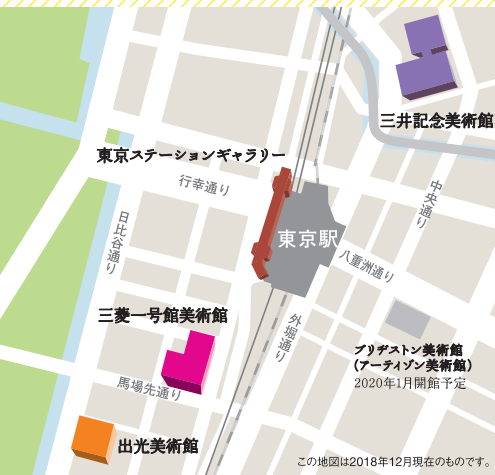 三井記念美術館
東京ステーションギャラリー
行幸通り
中央通り
日比谷通り
東京駅
八重洲通り
三菱一号館美術館
外堀通り
ブリヂストン美術館
（アーティゾン美術館）
2020年1月開館予定
馬場先通り
出光美術館
この地図は2018年12月現在のものです。